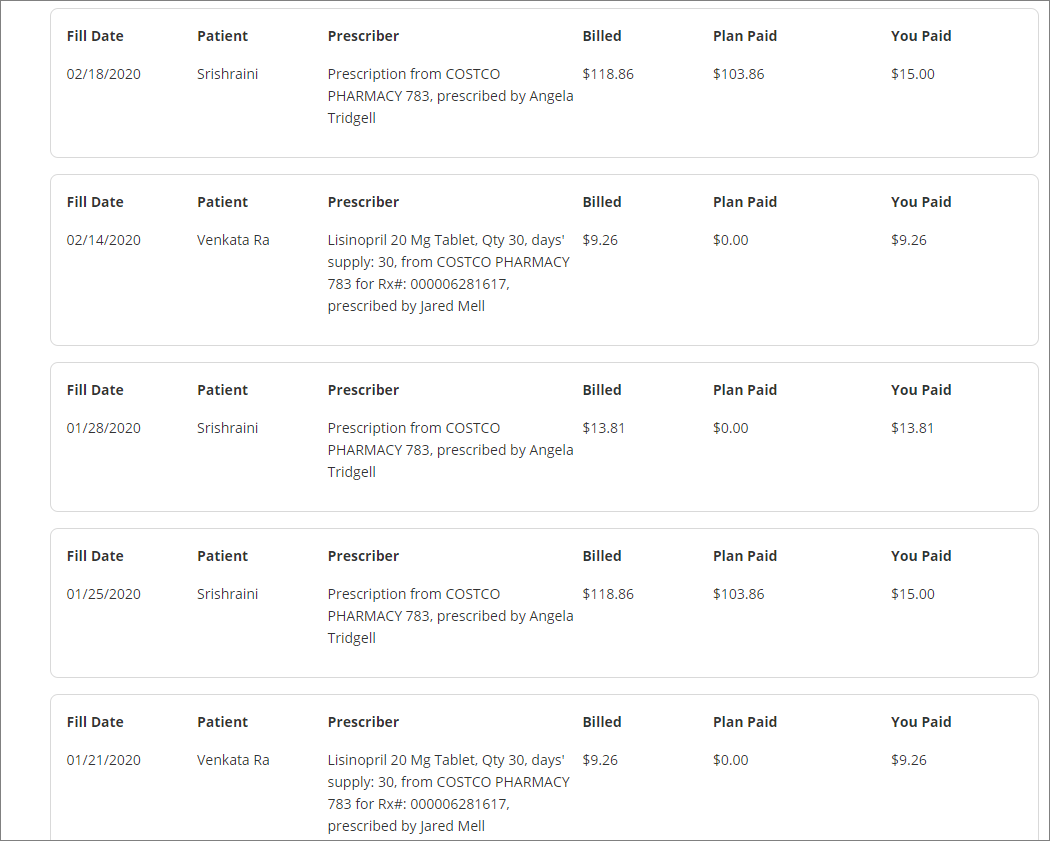 Fill Date Patient Prescriber Billed Plan Paid You Paid
02/18/2020 Srishraini Prescription from COSTCO $118.86 $103.86 $15.00
PHARMACY 783, prescribed by Angela
Tridgell
Fill Date Patient Prescriber Billed Plan Paid You Paid
02/14/2020 Venkata Ra Lisinopril 20 Mg Tablet, Qty 30, days' $9.26 $0.00 $9.26
supply: 30, from COSTCO PHARMACY
783 for Rx#: 000006281617,
prescribed by Jared Mell
Fill Date Patient Prescriber Billed Plan Paid You Paid
01/28/2020 Srishraini Prescription from COSTCO $13.81 $0.00 $13.81
PHARMACY 783, prescribed by Angela
Tridgell
Fill Date Patient Prescriber Billed Plan Paid You Paid
01/25/2020 Srishraini Prescription from COSTCO $118.86 $103.86 $15.00
PHARMACY 783, prescribed by Angela
Tridgell
Fill Date Patient Prescriber Billed Plan Paid You Paid
01/21/2020 Venkata Ra Lisinopril 20 Mg Tablet, Qty 30, days' $9.26 $0.00 $9.26
supply: 30, from COSTCO PHARMACY
783 for Rx#: 000006281617,
prescribed by Jared Mell